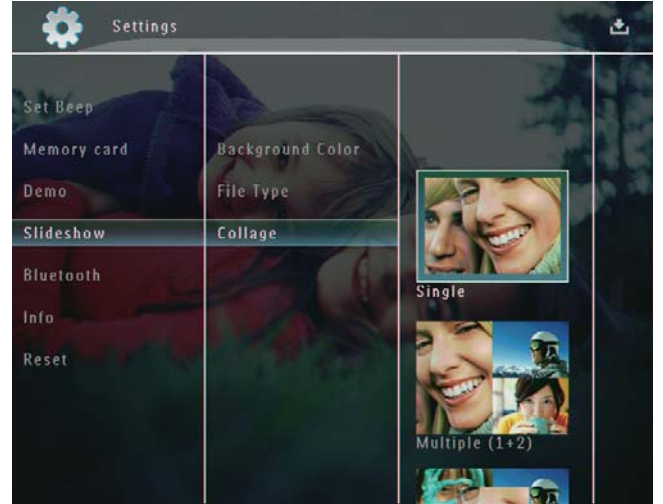 Settings
Set Beep
Memory card
Demo
Slideshow
Bluetooth
Info
Reset
Background Color
File Type
Collage
Single
Multiple (1+2)